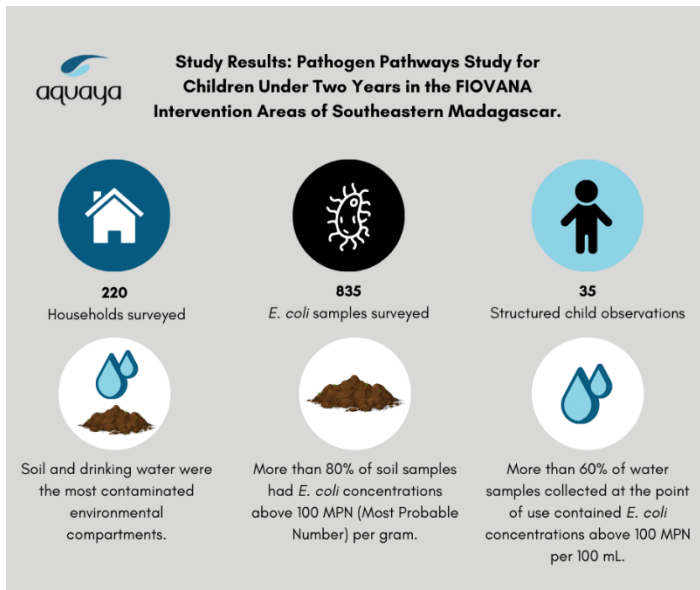 aquaya
Study Results: Pathogen Pathways Study for
Children Under Two Years in the FIOVANA
Intervention Areas of Southeastern Madagascar.
220
Households surveyed
835
E. coli samples surveyed
35
Structured child observations
Soil and drinking water were
the most contaminated
environmental
compartments.
More than 80% of soil samples
had E. coli concentrations
above 100 MPN (Most Probable
Number) per gram.
More than 60% of water
samples collected at the point
of use contained E. coli
concentrations above 100 MPN
per 100 mL.